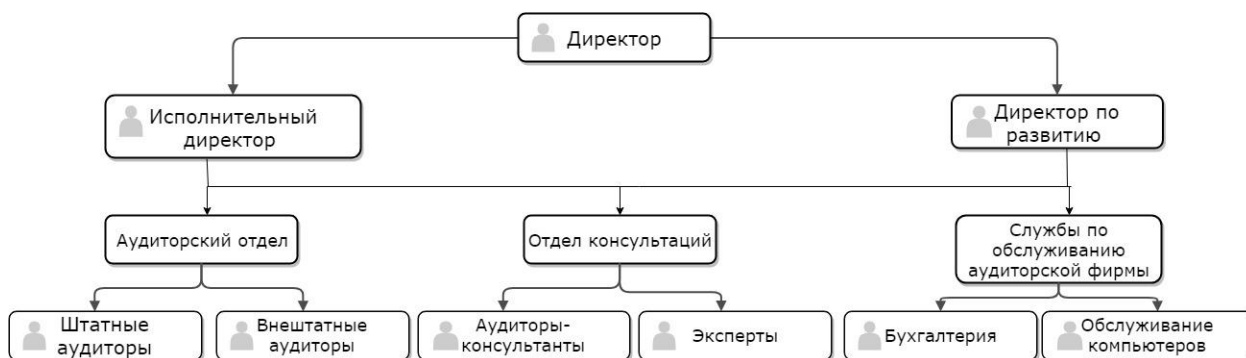 Директор
Исполнительный
директор
Директор по
развитию
Аудиторский отдел
Отдел консультаций
Службы по
обслуживанию
аудиторской фирмы
Штатные
аудиторы
Внештатные
аудиторы
Аудиторы-
консультанты
Эксперты
Бухгалтерия
Обслуживание
компьютеров